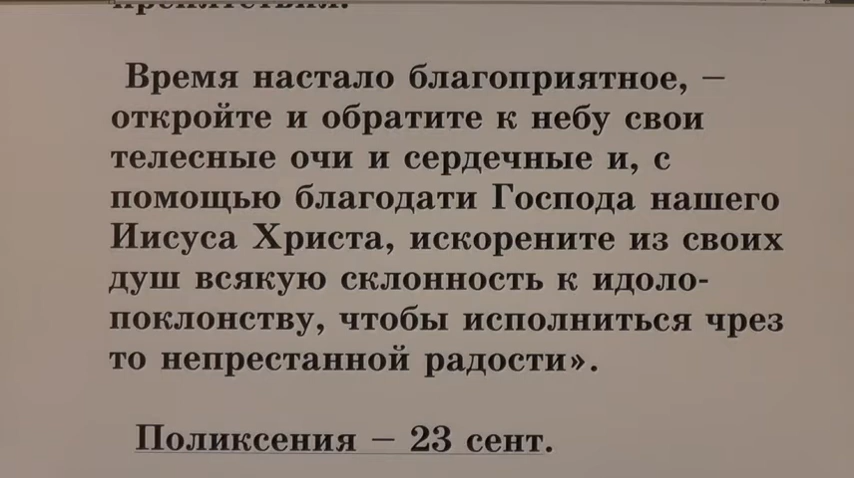 Время настало благоприятное, –
откройте и обратите к небу свои
телесные очи и сердечные и, с
помощью благодати Господа нашего
Иисуса Христа, искорените из своих
душ всякую склонность к идоло-
поклонству, чтобы исполниться чрез
то непрестанной радости».
Поликсения – 23 сент.